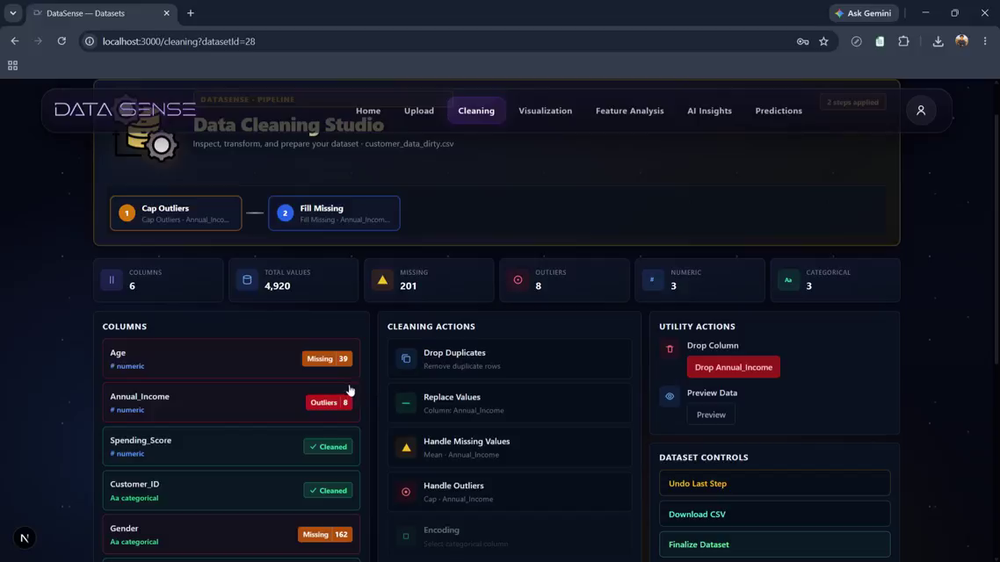 DataSense — Datasets
Ask Gemini
localhost:3000/cleaning?datasetId=28
DATASENSE · PIPELINE
DATA SENSE
Home
Upload
Cleaning
Visualization
Feature Analysis
AI Insights
Predictions
2 steps applied
Data Cleaning Studio
Inspect, transform, and prepare your dataset · customer_data_dirty.csv
1
Cap Outliers
Cap Outliers · Annual_Inco...
2
Fill Missing
Fill Missing · Annual_Incom...
COLUMNS
6
TOTAL VALUES
4,920
MISSING
201
OUTLIERS
8
#
NUMERIC
3
Aa
CATEGORICAL
3
COLUMNS
Age
# numeric
Missing 39
Annual_Income
# numeric
Outliers 8
Spending_Score
# numeric
✓ Cleaned
Customer_ID
Aa categorical
✓ Cleaned
Gender
Aa categorical
Missing 162
CLEANING ACTIONS
Drop Duplicates
Remove duplicate rows
Replace Values
Column: Annual_Income
Handle Missing Values
Mean · Annual_Income
Handle Outliers
Cap · Annual_Income
Encoding
Select categorical column
UTILITY ACTIONS
Drop Column
Drop Annual_Income
Preview Data
Preview
DATASET CONTROLS
Undo Last Step
Download CSV
Finalize Dataset
N